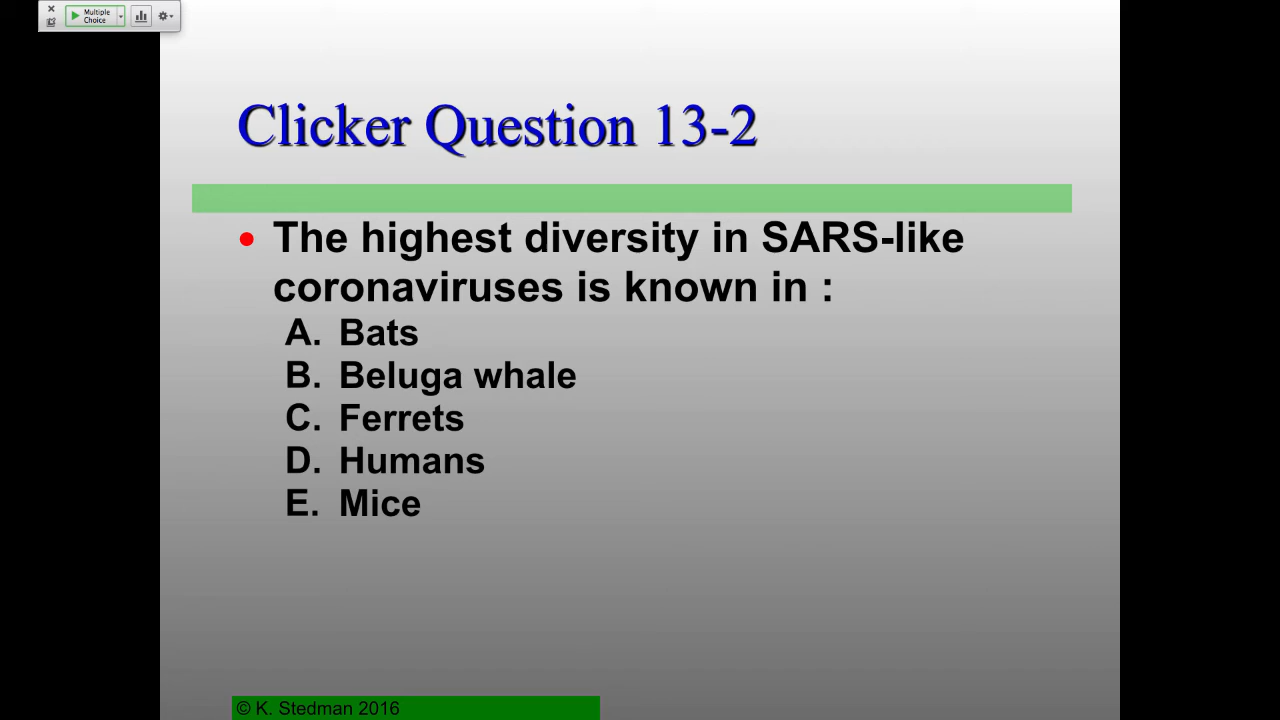 Multiple
Choice
Clicker Question 13-2
• The highest diversity in SARS-like
coronaviruses is known in :
A. Bats
B. Beluga whale
C. Ferrets
D. Humans
E. Mice
© K. Stedman 2016